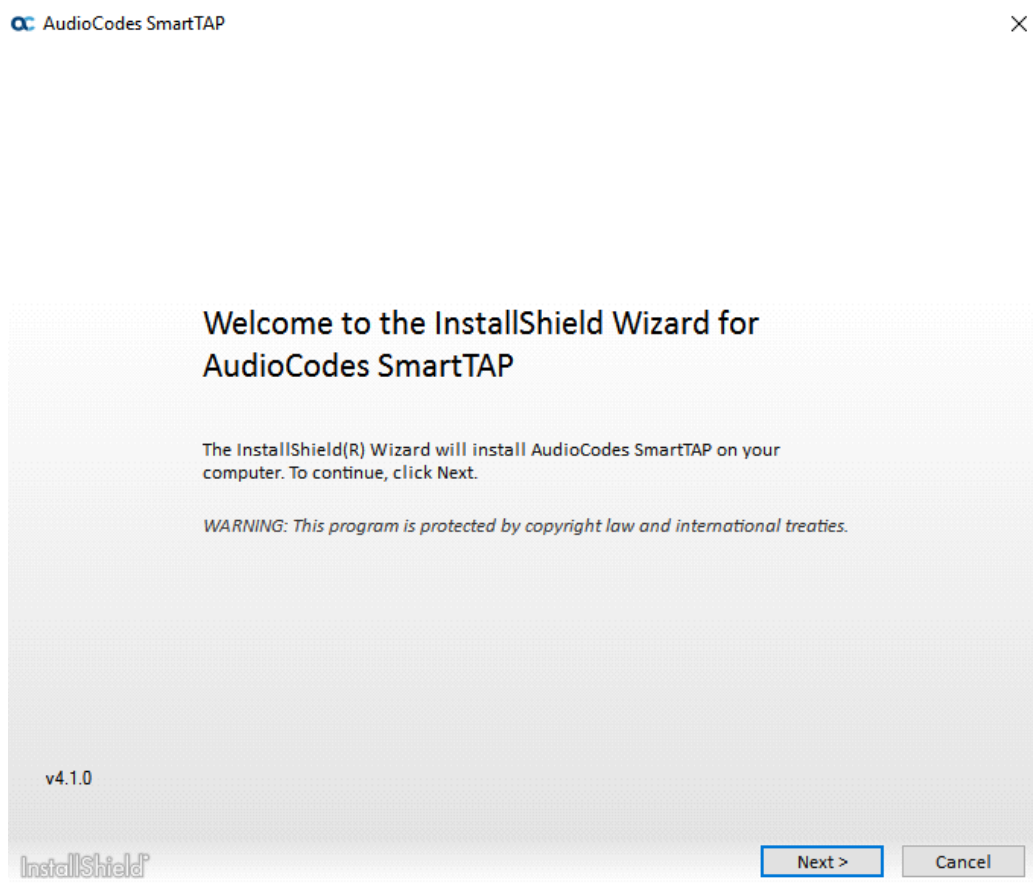 AudioCodes SmartTAP
Welcome to the InstallShield Wizard for
AudioCodes SmartTAP
The InstallShield(R) Wizard will install AudioCodes SmartTAP on your
computer. To continue, click Next.
WARNING: This program is protected by copyright law and international treaties.
v4.1.0
InstallShield
Next >
Cancel